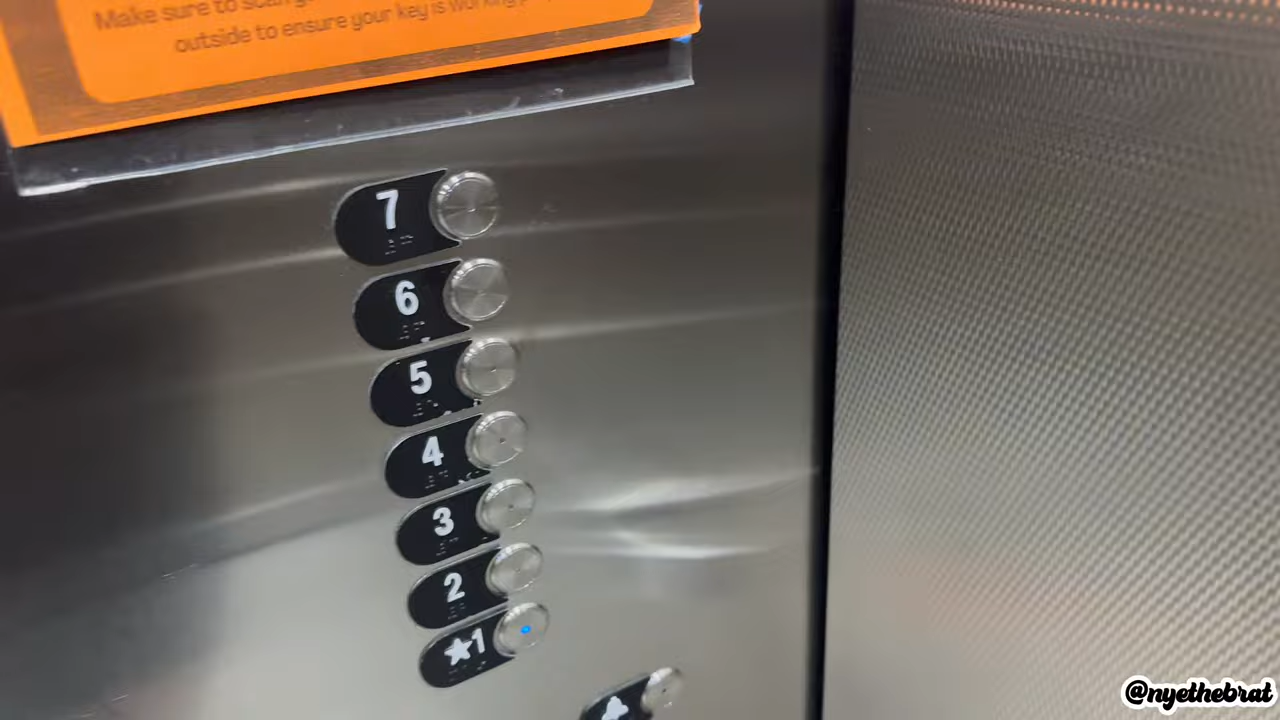 Make sure to scan
outside to ensure your key is working
7
6
5
4
3
2
★1
@nyethebrat